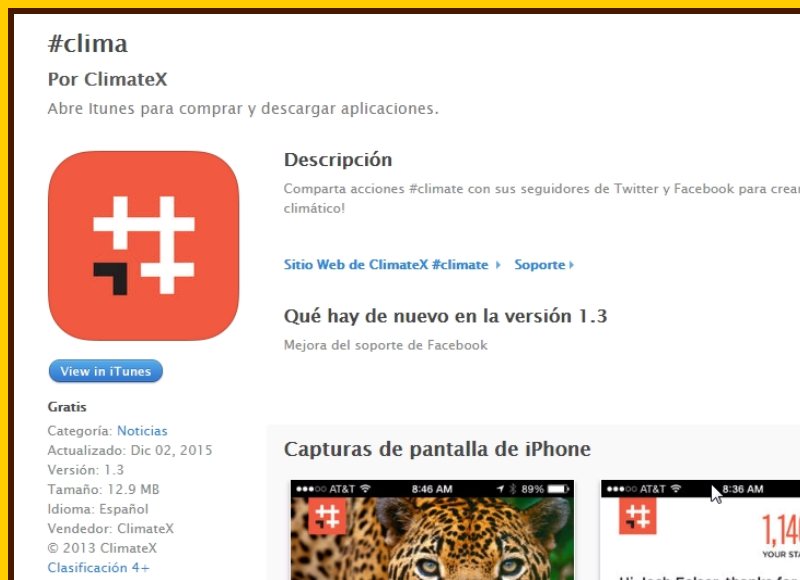 #clima
Por ClimateX
Abre Itunes para comprar y descargar aplicaciones.
Descripción
Comparta acciones #climate con sus seguidores de Twitter y Facebook para crear
climático!
Sitio Web de ClimateX #climate
Soporte
Qué hay de nuevo en la versión 1.3
Mejora del soporte de Facebook
View in iTunes
Gratis
Categoría: Noticias
Actualizado: Dic 02, 2015
Versión: 1.3
Tamaño: 12.9 MB
Idioma: Español
Vendedor: ClimateX
© 2013 ClimateX
Clasificación 4+
Capturas de pantalla de iPhone
AT&T 8:46 AM 89%
AT&T 8:36 AM
1,14
YOUR STA